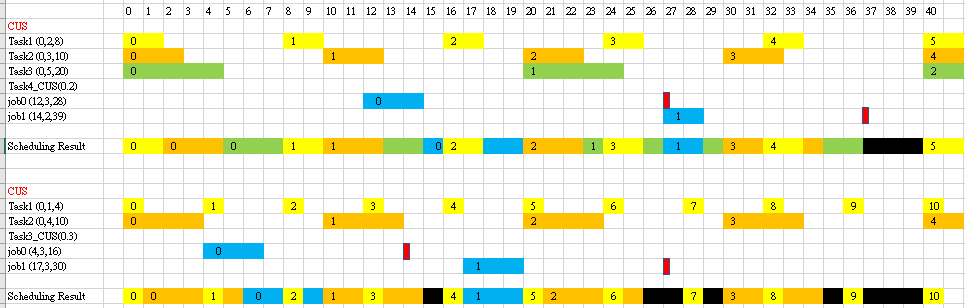 0 1 2 3 4 5 6 7 8 9 10 11 12 13 14 15 16 17 18 19 20 21 22 23 24 25 26 27 28 29 30 31 32 33 34 35 36 37 38 39 40
CUS
Task1 (0,2,8) 0 1 2 3 4 5
Task2 (0,3,10) 0 1 2 3 4
Task3 (0,5,20) 0 1 2
Task4_CUS(0.2)
job0 (12,3,28) 0
job1 (14,2,39) 1
Scheduling Result 0 0 0 1 1 0 2 2 1 3 1 3 4 5
CUS
Task1 (0,1,4) 0 1 2 3 4 5 6 7 8 9 10
Task2 (0,4,10) 0 1 2 3 4
Task3_CUS(0.3)
job0 (4,3,16) 0
job1 (17,3,30) 1
Scheduling Result 0 0 1 0 2 1 3 4 1 5 2 6 7 3 8 9 10